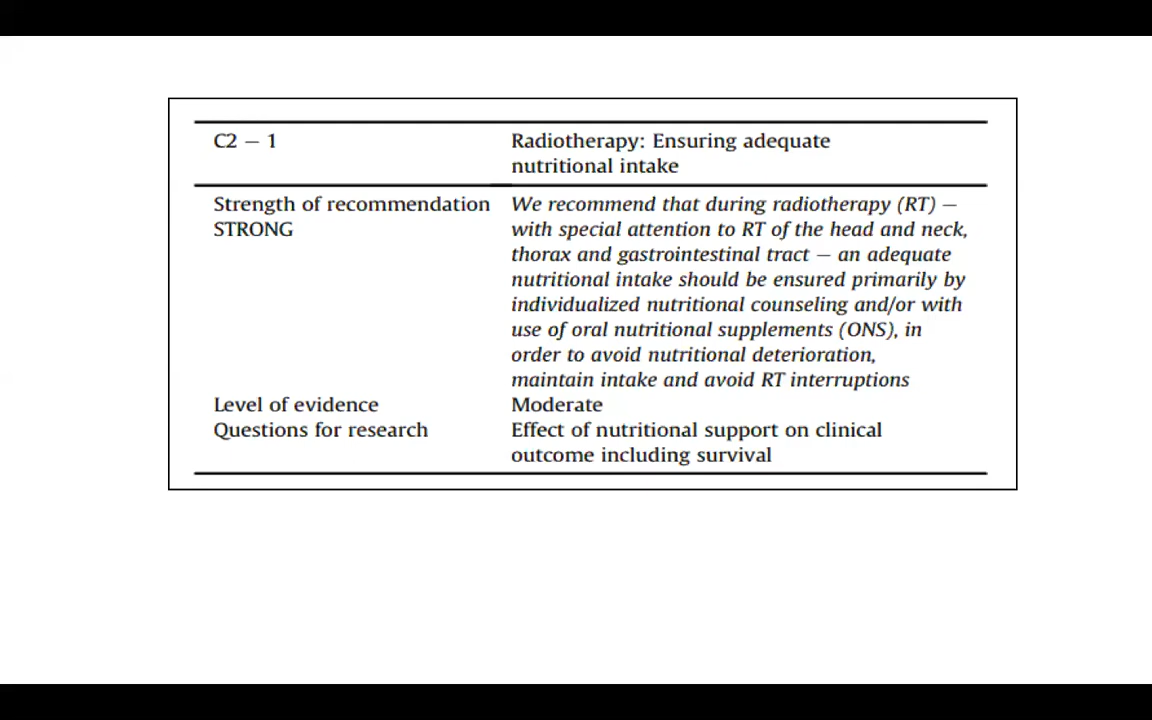 C2 – 1 Radiotherapy: Ensuring adequate
nutritional intake
Strength of recommendation We recommend that during radiotherapy (RT) –
STRONG with special attention to RT of the head and neck,
thorax and gastrointestinal tract – an adequate
nutritional intake should be ensured primarily by
individualized nutritional counseling and/or with
use of oral nutritional supplements (ONS), in
order to avoid nutritional deterioration,
maintain intake and avoid RT interruptions
Level of evidence Moderate
Questions for research Effect of nutritional support on clinical
outcome including survival